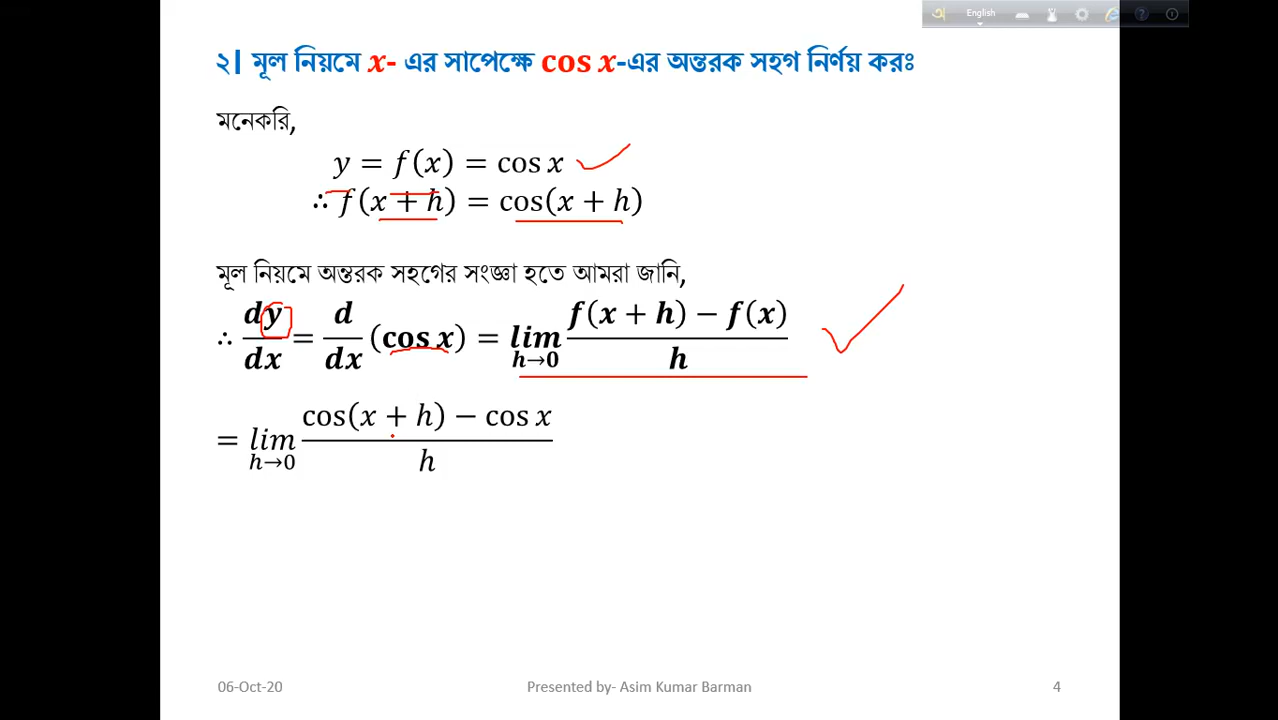 অ English
২| মূল নিয়মে x- এর সাপেক্ষে cos x-এর অন্তরক সহগ নির্ণয় করঃ
মনেকরি,
y = f(x) = cos x
∴ f(x + h) = cos(x + h)
মূল নিয়মে অন্তরক সহগের সংজ্ঞা হতে আমরা জানি,
∴ dy/dx = d/dx (cos x) = lim h→0 f(x + h) − f(x) / h
= lim h→0 cos(x + h) − cos x / h
06-Oct-20 Presented by- Asim Kumar Barman 4